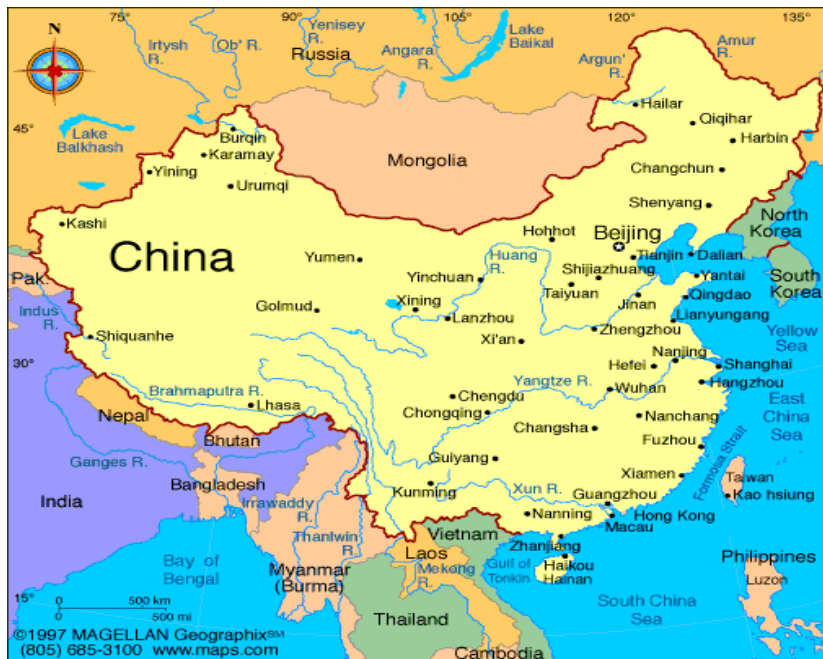 75°
90°
105°
120°
135°
N
Irtysh
R.
Ob' R.
Yenisey
R.
Russia
Angara
R.
Lake
Baikal
Argun'
R.
Amur
R.
45°
Lake
Balkhash
Burqin
Karamay
Yining
Urumqi
Mongolia
Hailar
Qiqihar
Harbin
Changchun
Shenyang
Kashi
China
Yumen
Hohhot
Beijing
North
Korea
Huang
R.
Tianjin
Dalian
Pak.
Yinchuan
Shijiazhuang
Yantai
South
Korea
Taiyuan
Golmud
Xining
Jinan
Qingdao
Indus
R.
Lanzhou
Lianyungang
Shiquanhe
Xi'an
Zhengzhou
Yellow
Sea
30°
Nanjing
Hefei
Shanghai
Brahmaputra R.
Yangtze R.
Wuhan
Hangzhou
Lhasa
Chengdu
East
China
Sea
Nepal
Chongqing
Nanchang
Changsha
Bhutan
Fuzhou
Ganges R.
Guiyang
Formosa Strait
Bangladesh
Kunming
Xun R.
Xiamen
Taiwan
India
Irrawaddy
R.
Guangzhou
Kao hsiung
Nanning
Hong Kong
Macau
Thanlwin
R.
Vietnam
Zhanjiang
Bay of
Bengal
Laos
Gulf of
Tonkin
Haikou
Hainan
Philippines
Luzon
Myanmar
(Burma)
Mekong
R.
15°
0
500 km
0
500 mi
South China
Sea
Thailand
©1997 MAGELLAN Geographix℠
(805) 685-3100 www.maps.com
Cambodia